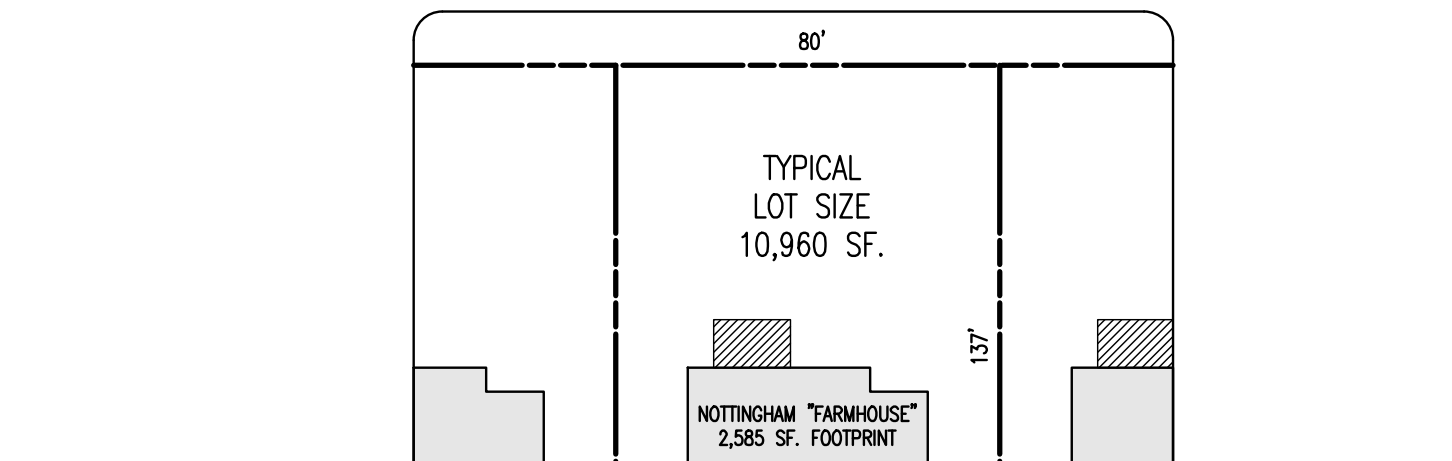 80'
TYPICAL
LOT SIZE
10,960 SF.
137'
NOTTINGHAM "FARMHOUSE"
2,585 SF. FOOTPRINT